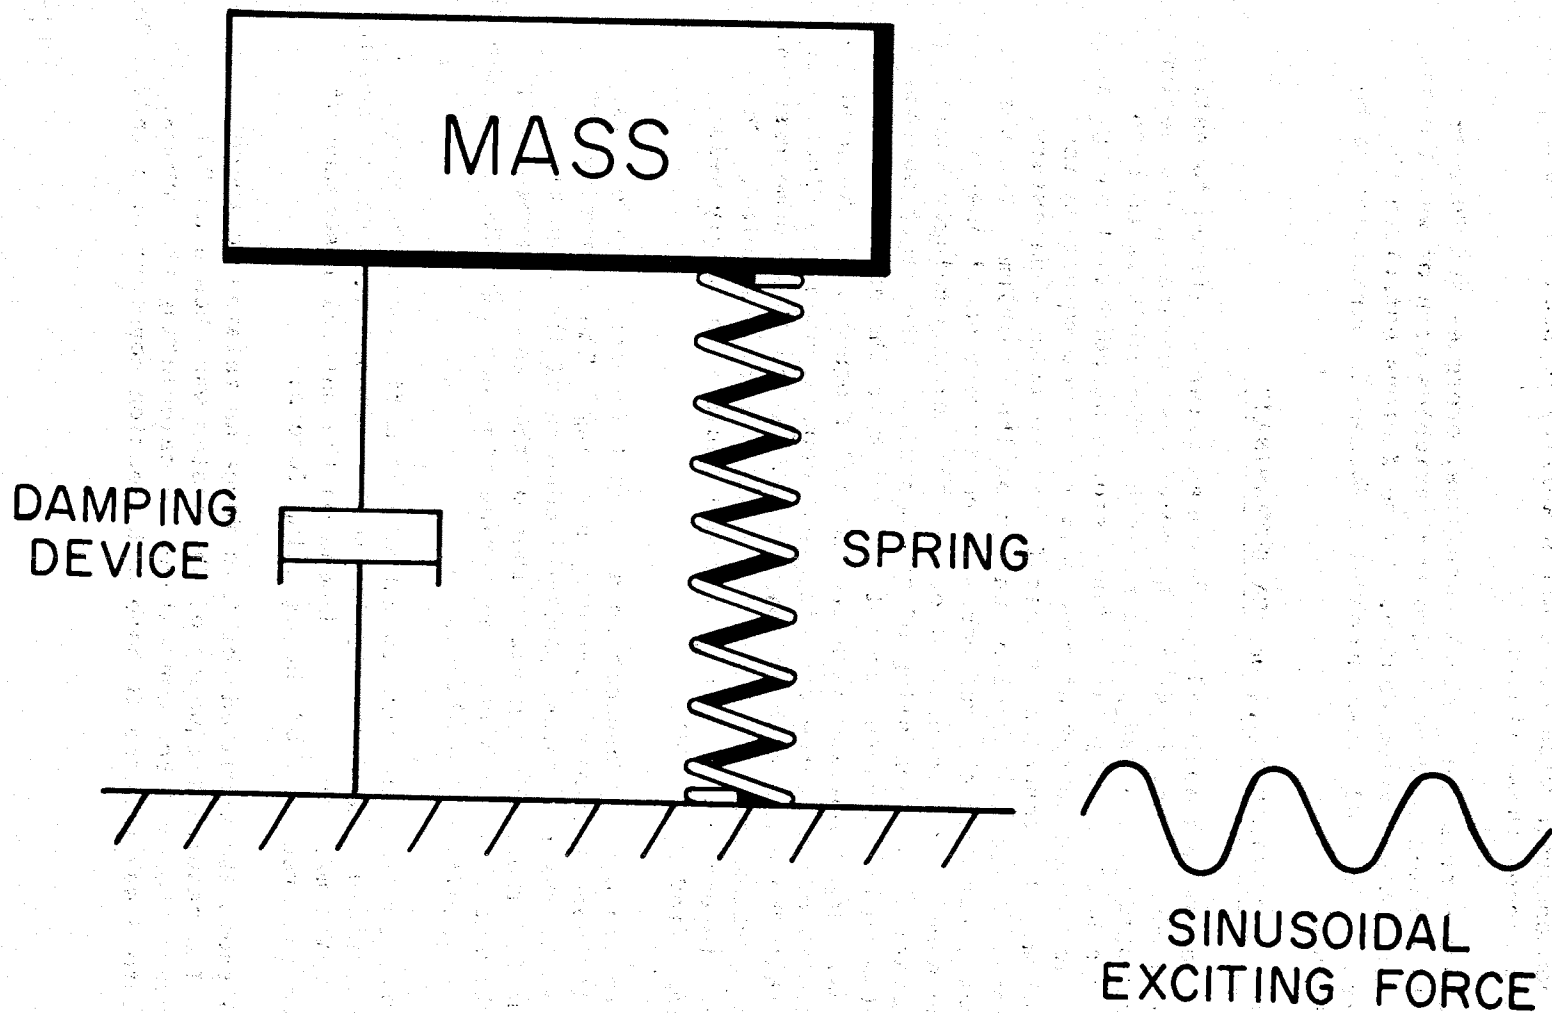 MASS
DAMPING
DEVICE
SPRING
SINUSOIDAL
EXCITING FORCE